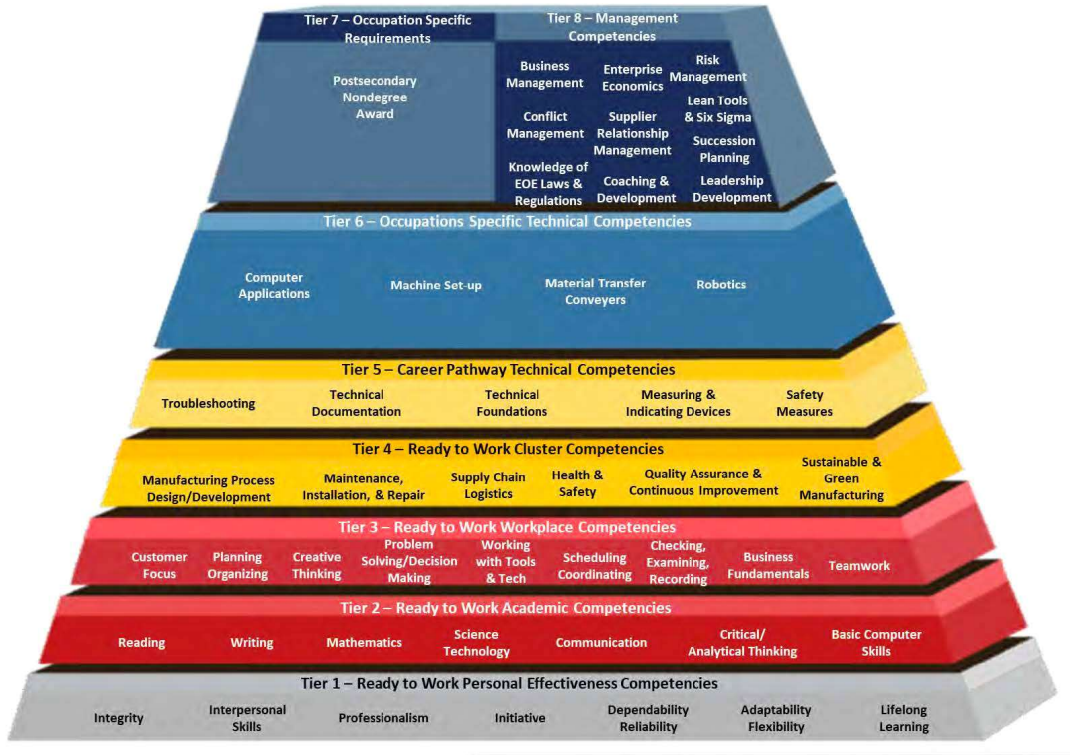 Tier 7 – Occupation Specific
Requirements
Tier 8 – Management
Competencies
Postsecondary
Nondegree
Award
Business
Management
Enterprise
Economics
Risk
Management
Lean Tools
& Six Sigma
Conflict
Management
Supplier
Relationship
Management
Succession
Planning
Knowledge of
EOE Laws &
Regulations
Coaching &
Development
Leadership
Development
Tier 6 – Occupations Specific Technical Competencies
Computer
Applications
Machine Set-up
Material Transfer
Conveyers
Robotics
Tier 5 – Career Pathway Technical Competencies
Troubleshooting
Technical
Documentation
Technical
Foundations
Measuring &
Indicating Devices
Safety
Measures
Tier 4 – Ready to Work Cluster Competencies
Manufacturing Process
Design/Development
Maintenance,
Installation, & Repair
Supply Chain
Logistics
Health &
Safety
Quality Assurance &
Continuous Improvement
Sustainable &
Green
Manufacturing
Tier 3 – Ready to Work Workplace Competencies
Customer
Focus
Planning
Organizing
Creative
Thinking
Problem
Solving/Decision
Making
Working
with Tools
& Tech
Scheduling
Coordinating
Checking,
Examining,
Recording
Business
Fundamentals
Teamwork
Tier 2 – Ready to Work Academic Competencies
Reading
Writing
Mathematics
Science
Technology
Communication
Critical/
Analytical Thinking
Basic Computer
Skills
Tier 1 – Ready to Work Personal Effectiveness Competencies
Integrity
Interpersonal
Skills
Professionalism
Initiative
Dependability
Reliability
Adaptability
Flexibility
Lifelong
Learning